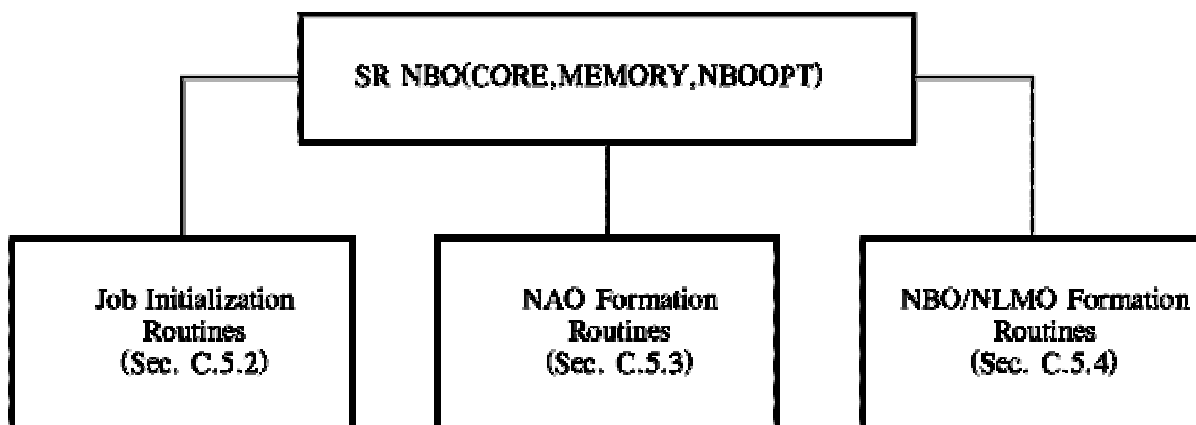 SR NBO(CORE,MEMORY,NBOOPT)
Job Initialization
Routines
(Sec. C.5.2)
NAO Formation
Routines
(Sec. C.5.3)
NBO/NLMO Formation
Routines
(Sec. C.5.4)